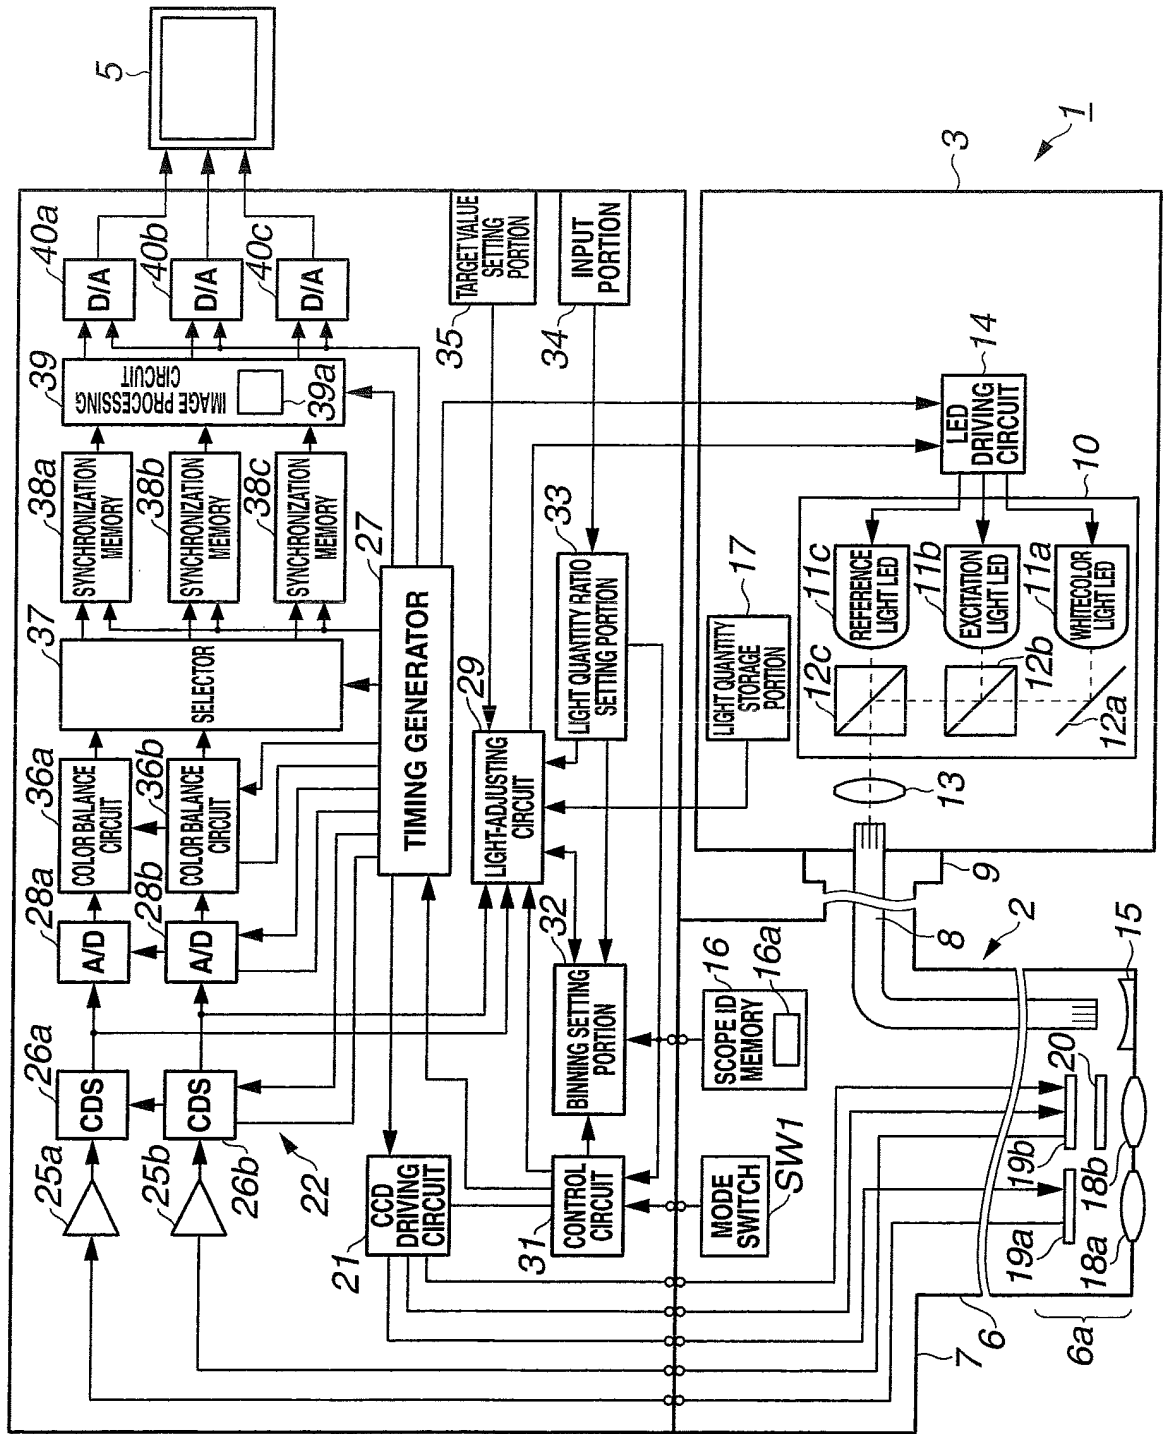 5
40a
D/A
40b
D/A
40c
D/A
39
IMAGE PROCESSING
CIRCUIT
39a
38a
SYNCHRONIZATION
MEMORY
38b
SYNCHRONIZATION
MEMORY
38c
SYNCHRONIZATION
MEMORY
37
SELECTOR
36a
COLOR BALANCE
CIRCUIT
36b
COLOR BALANCE
CIRCUIT
28a
A/D
28b
A/D
26a
CDS
CDS
26b
25a
25b
22
27
TIMING GENERATOR
21
CCD
DRIVING
CIRCUIT
35
TARGET VALUE
SETTING
PORTION
34
INPUT
PORTION
33
LIGHT QUANTITY RATIO
SETTING PORTION
29
LIGHT-ADJUSTING
CIRCUIT
32
BINNING SETTING
PORTION
31
CONTROL
CIRCUIT
16
SCOPE ID
MEMORY
16a
MODE
SWITCH
SW1
1
3
14
LED
DRIVING
CIRCUIT
10
11c
REFERENCE
LIGHT LED
11b
EXCITATION
LIGHT LED
11a
WHITECOLOR
LIGHT LED
17
LIGHT QUANTITY
STORAGE
PORTION
12c
12b
12a
13
9
8
2
15
20
19b
18b
19a
18a
6a
6
7